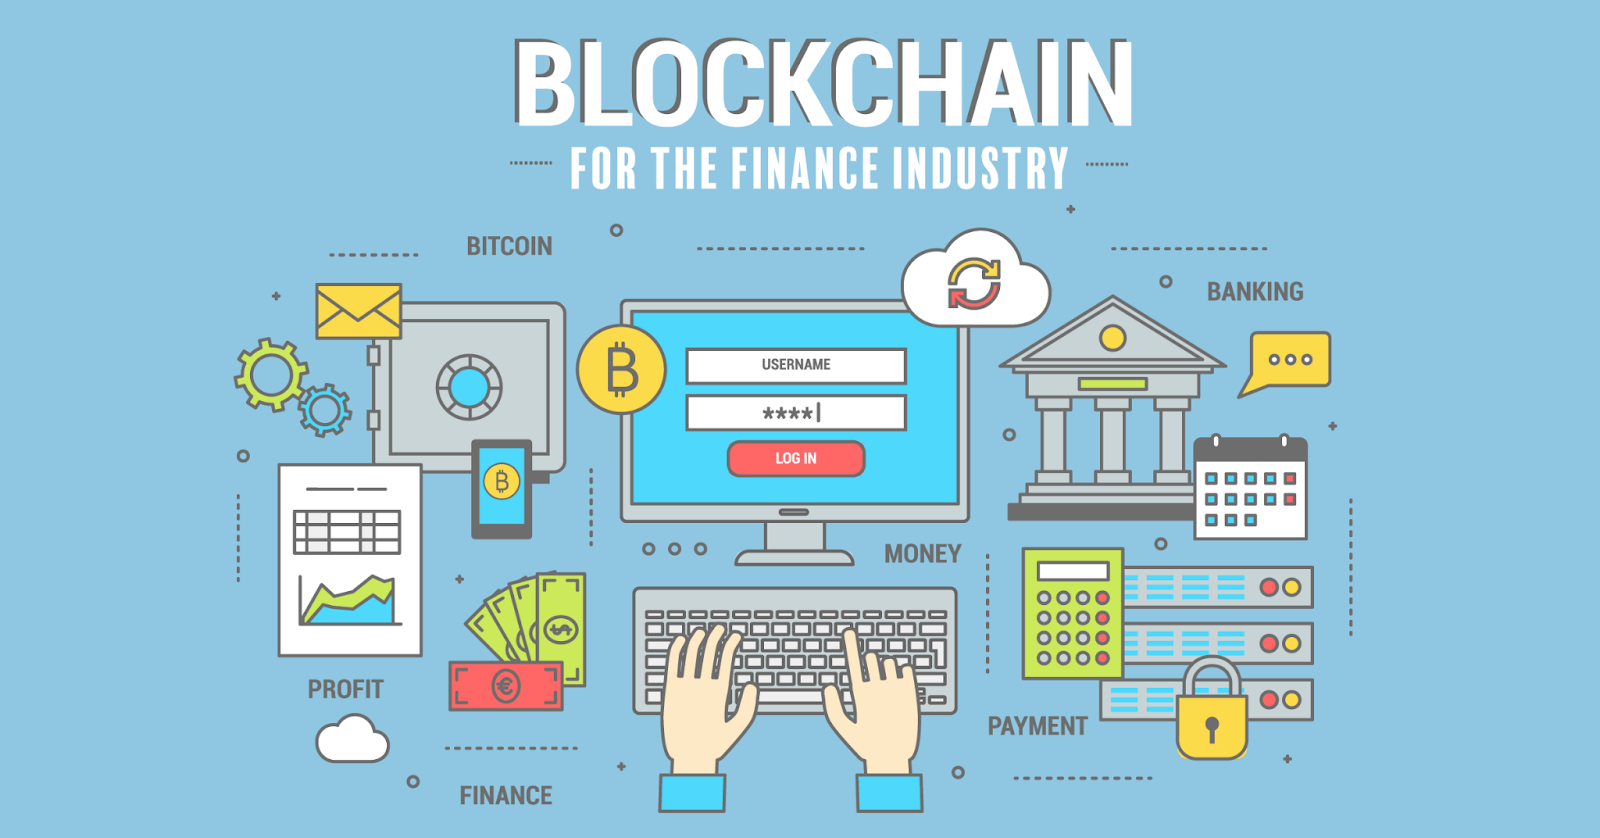 BLOCKCHAIN
FOR THE FINANCE INDUSTRY
BITCOIN
BANKING
USERNAME
****|
LOG IN
MONEY
PROFIT
PAYMENT
FINANCE